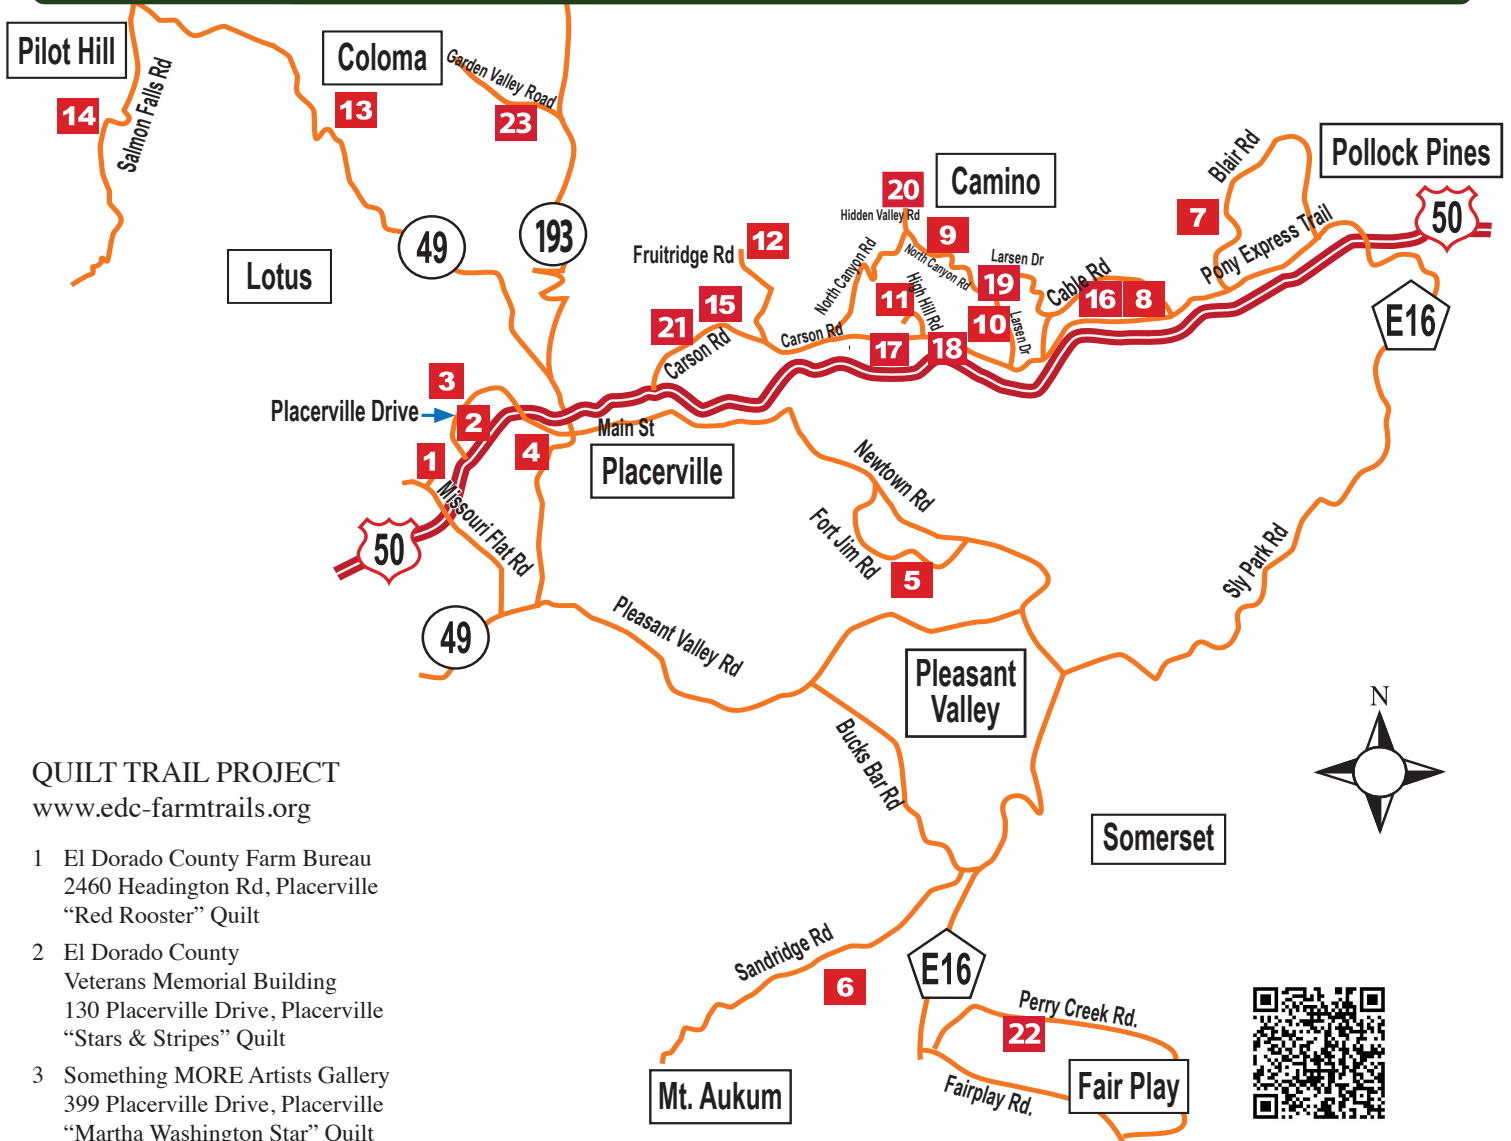 Pilot Hill
Coloma
Garden Valley Road
Salmon Falls Rd
14
13
23
Pollock Pines
Blair Rd
Camino
20
Hidden Valley Rd
7
50
Pony Express Trail
49
193
Lotus
Fruitridge Rd
12
9
North Canyon Rd
North Canyon Rd
Larsen Dr
19
Cable Rd
16
8
E16
15
21
11
High Hill Rd
10
Larsen Dr
Carson Rd
Carson Rd
17
18
3
Placerville Drive
2
Main St
4
1
Placerville
Missouri Flat Rd
50
Newtown Rd
Fort Jim Rd
5
Sly Park Rd
49
Pleasant Valley Rd
Pleasant
Valley
Bucks Bar Rd
N
Somerset
Sandridge Rd
6
E16
Perry Creek Rd.
22
Mt. Aukum
Fairplay Rd.
Fair Play
QUILT TRAIL PROJECT
www.edc-farmtrails.org
1 El Dorado County Farm Bureau
2460 Headington Rd, Placerville
“Red Rooster” Quilt
2 El Dorado County
Veterans Memorial Building
130 Placerville Drive, Placerville
“Stars & Stripes” Quilt
3 Something MORE Artists Gallery
399 Placerville Drive, Placerville
“Martha Washington Star” Quilt